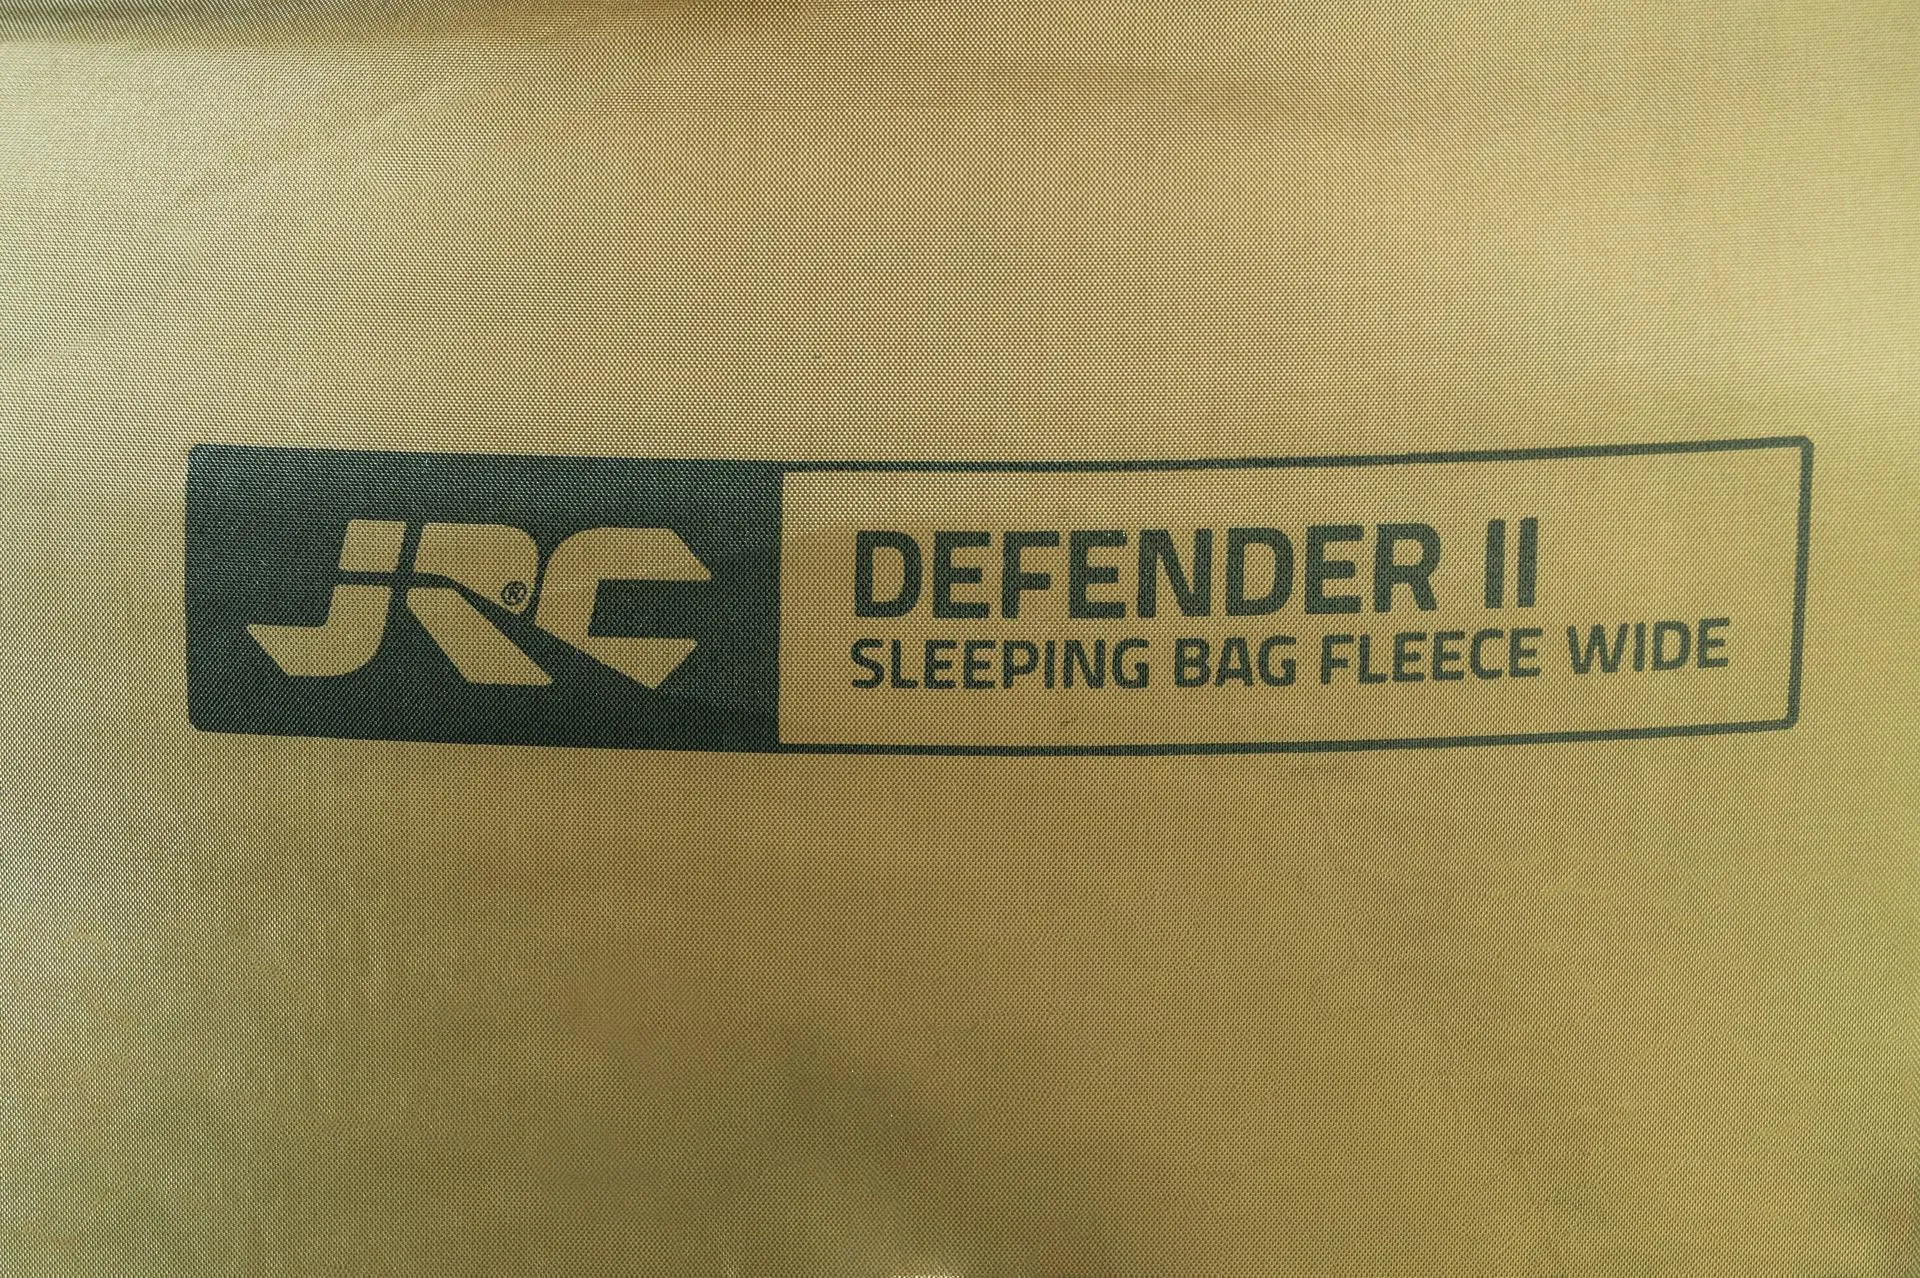 JRC®
DEFENDER II
SLEEPING BAG FLEECE WIDE